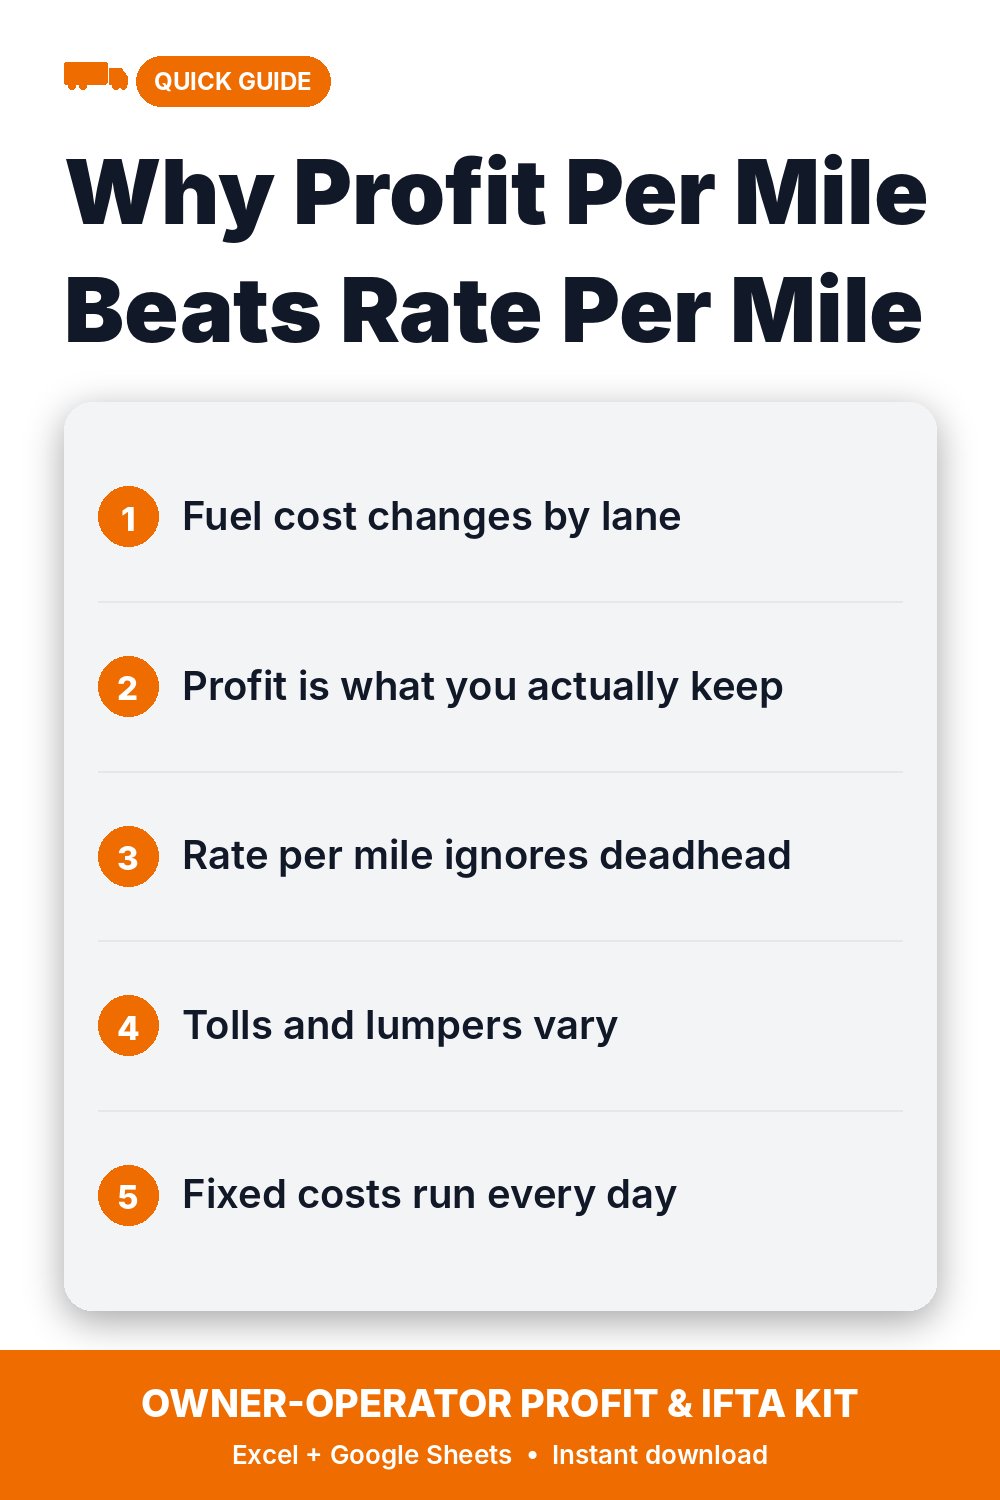 QUICK GUIDE
Why Profit Per Mile
Beats Rate Per Mile
1 Fuel cost changes by lane
2 Profit is what you actually keep
3 Rate per mile ignores deadhead
4 Tolls and lumpers vary
5 Fixed costs run every day
OWNER-OPERATOR PROFIT & IFTA KIT
Excel + Google Sheets • Instant download